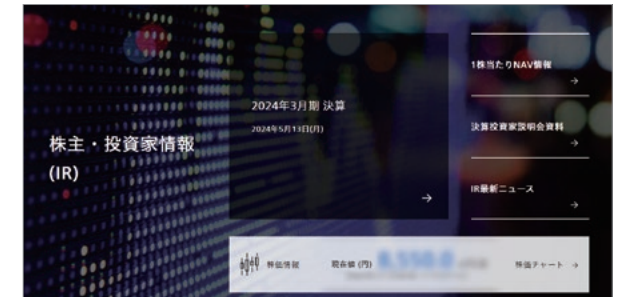 株主・投資家情報
(IR)
2024年3月期 決算
2024年5月13日(月)
→
1株当たりNAV情報
→
決算投資家説明会資料
→
IR最新ニュース
→
株価情報
現在値 (円)
株価チャート →